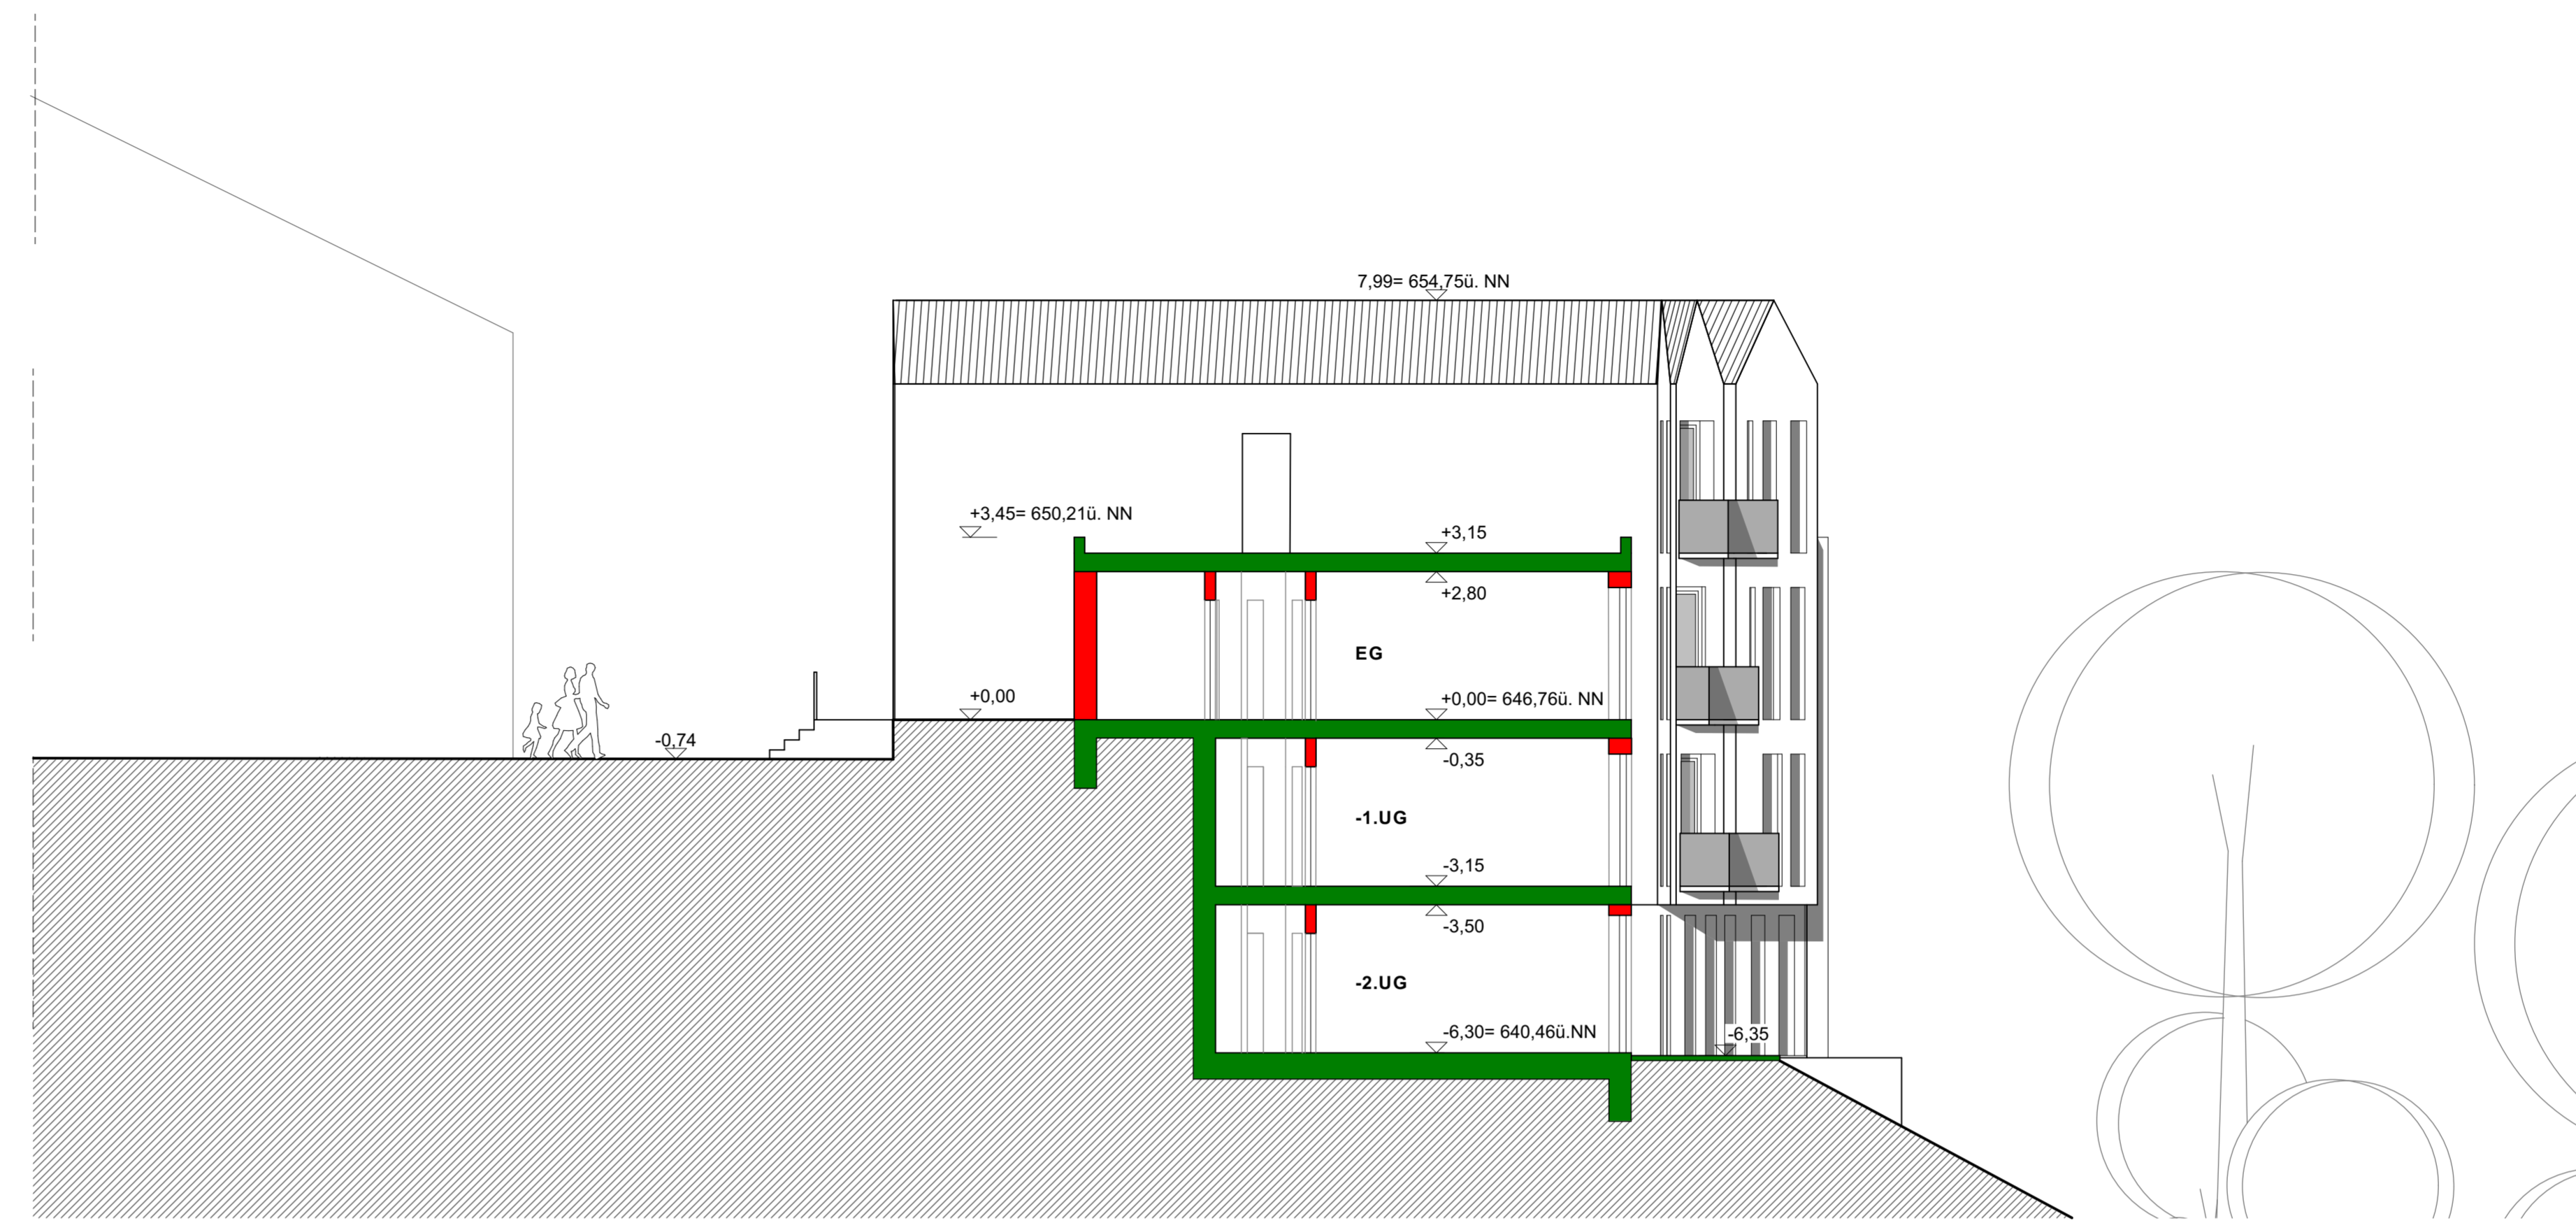 7,99= 654,75ü. NN
+3,45= 650,21ü. NN
+3,15
+2,80
EG
+0,00
+0,00= 646,76ü. NN
-0,74
-0,35
-1.UG
-3,15
-3,50
-2.UG
-6,30= 640,46ü.NN
-6,35